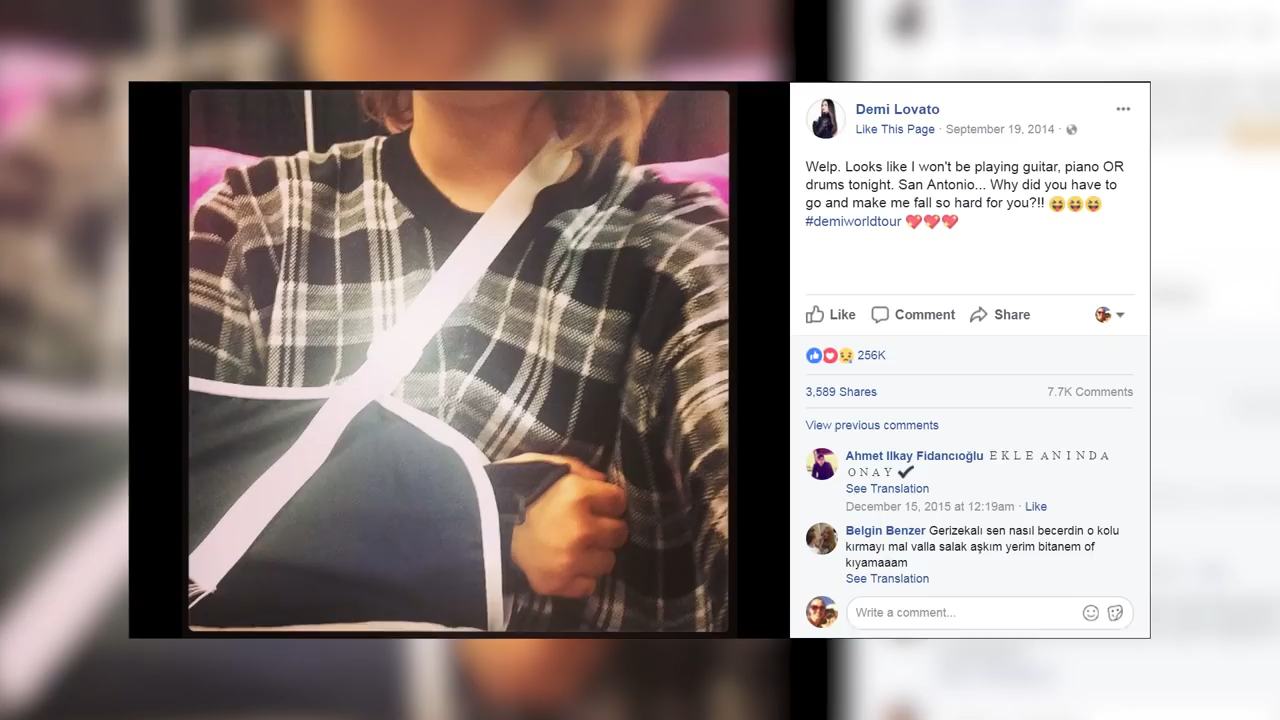 Demi Lovato
Like This Page · September 19, 2014 ·
Welp. Looks like I won't be playing guitar, piano OR
drums tonight. San Antonio... Why did you have to
go and make me fall so hard for you?!! 😝😝😝
#demiworldtour 💖💖💖
Like Comment Share
256K
3,589 Shares 7.7K Comments
View previous comments
Ahmet Ilkay Fidancıoğlu E K L E A N I N D A
O N A Y ✔
See Translation
December 15, 2015 at 12:19am · Like
Belgin Benzer Gerizekalı sen nasıl becerdin o kolu
kırmayı mal valla salak aşkım yerim bitanem of
kıyamaaam
See Translation
Write a comment...